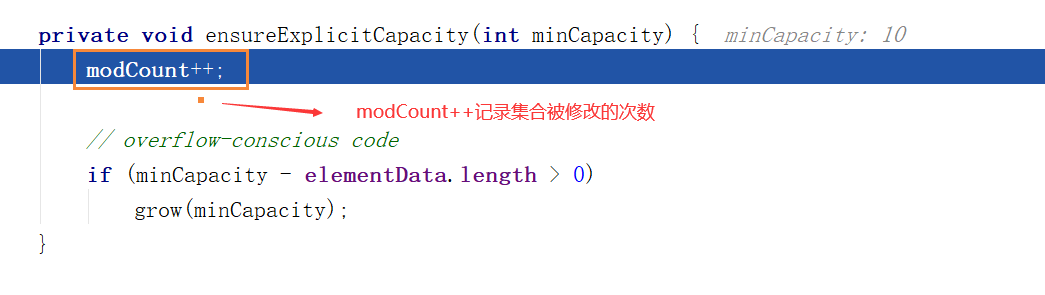 private void ensureExplicitCapacity(int minCapacity) { minCapacity: 10
modCount++;
modCount++记录集合被修改的次数
// overflow-conscious code
if (minCapacity - elementData.length > 0)
grow(minCapacity);
}